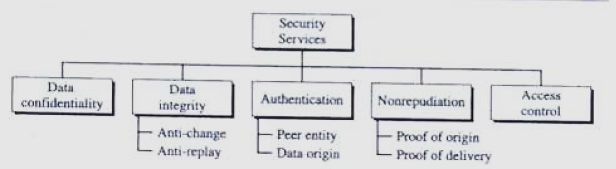 Security
Services
Data
confidentiality
Data
integrity
Authentication
Nonrepudiation
Access
control
Anti-change
Anti-replay
Peer entity
Data origin
Proof of origin
Proof of delivery